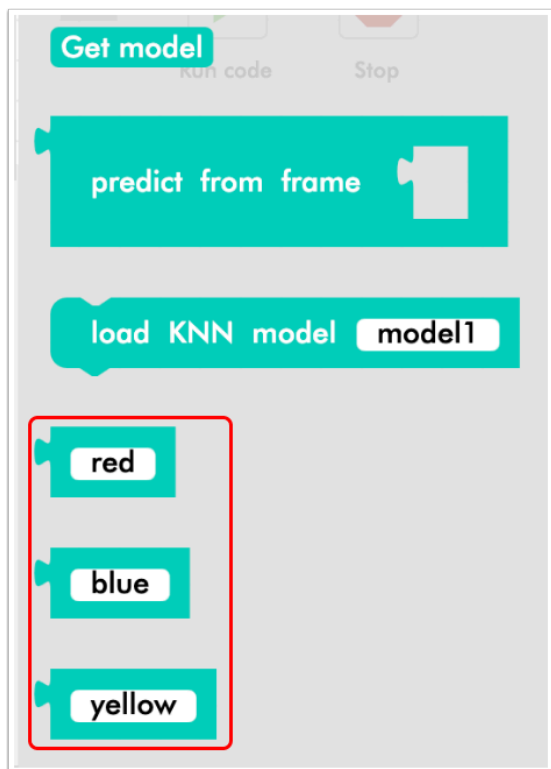 Get model
Run code Stop
predict from frame
load KNN model model1
red
blue
yellow